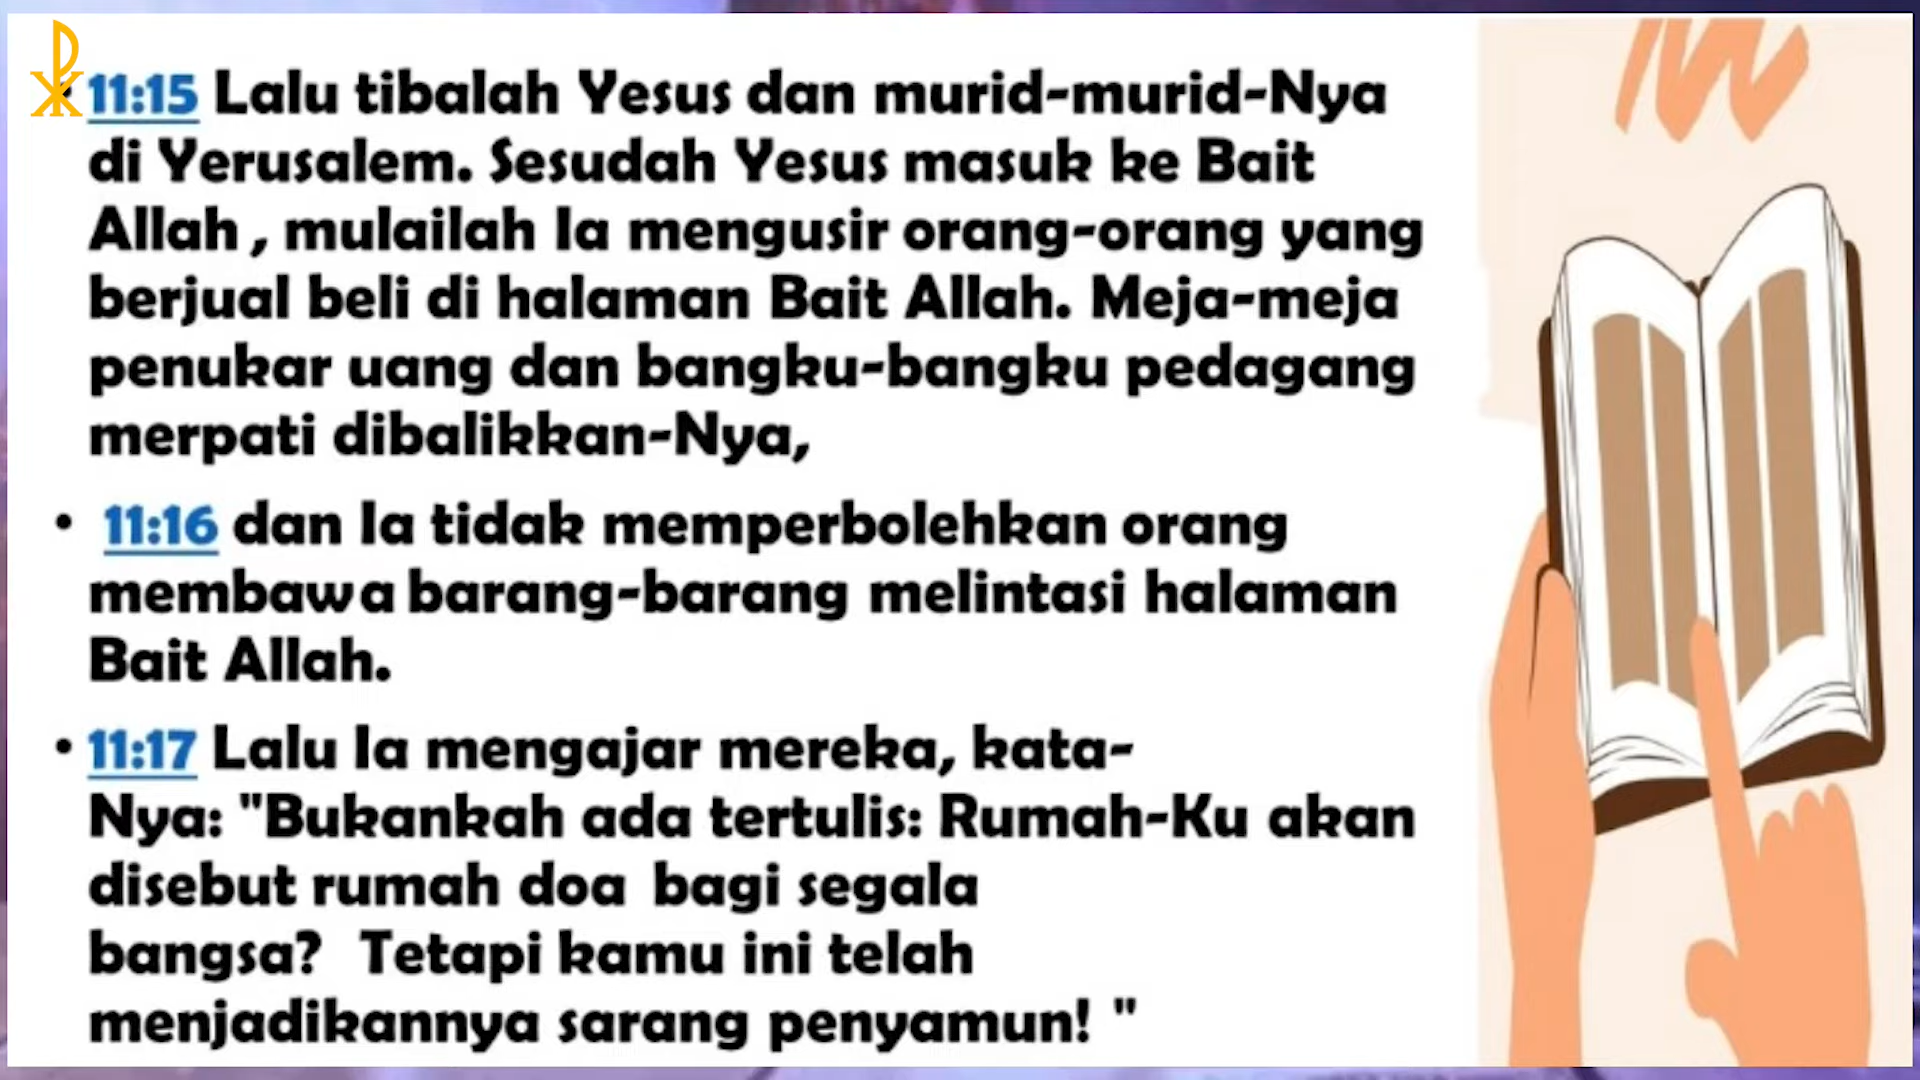 • 11:15 Lalu tibalah Yesus dan murid-murid-Nya
di Yerusalem. Sesudah Yesus masuk ke Bait
Allah , mulailah Ia mengusir orang-orang yang
berjual beli di halaman Bait Allah. Meja-meja
penukar uang dan bangku-bangku pedagang
merpati dibalikkan-Nya,
• 11:16 dan Ia tidak memperbolehkan orang
membawa barang-barang melintasi halaman
Bait Allah.
• 11:17 Lalu Ia mengajar mereka, kata-
Nya: "Bukankah ada tertulis: Rumah-Ku akan
disebut rumah doa bagi segala
bangsa? Tetapi kamu ini telah
menjadikannya sarang penyamun! "